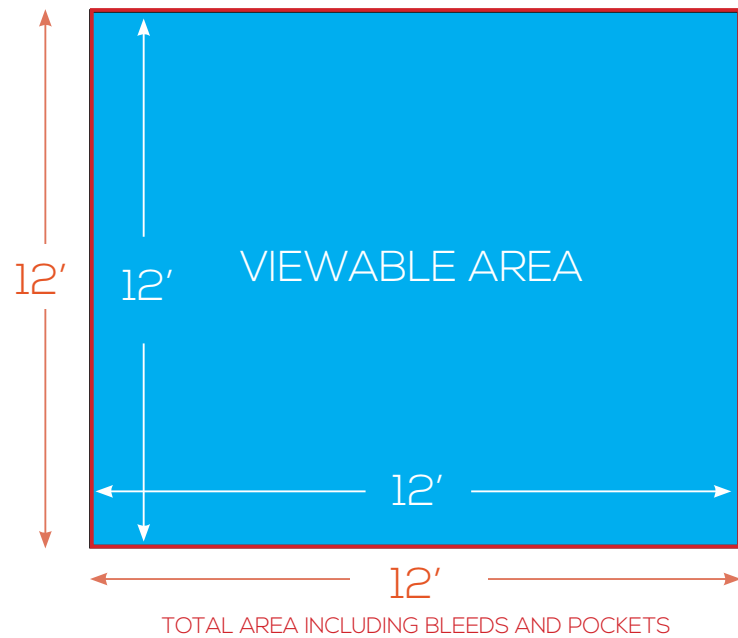 VIEWABLE AREA
12’
12’
12’
12’
TOTAL AREA INCLUDING BLEEDS AND POCKETS